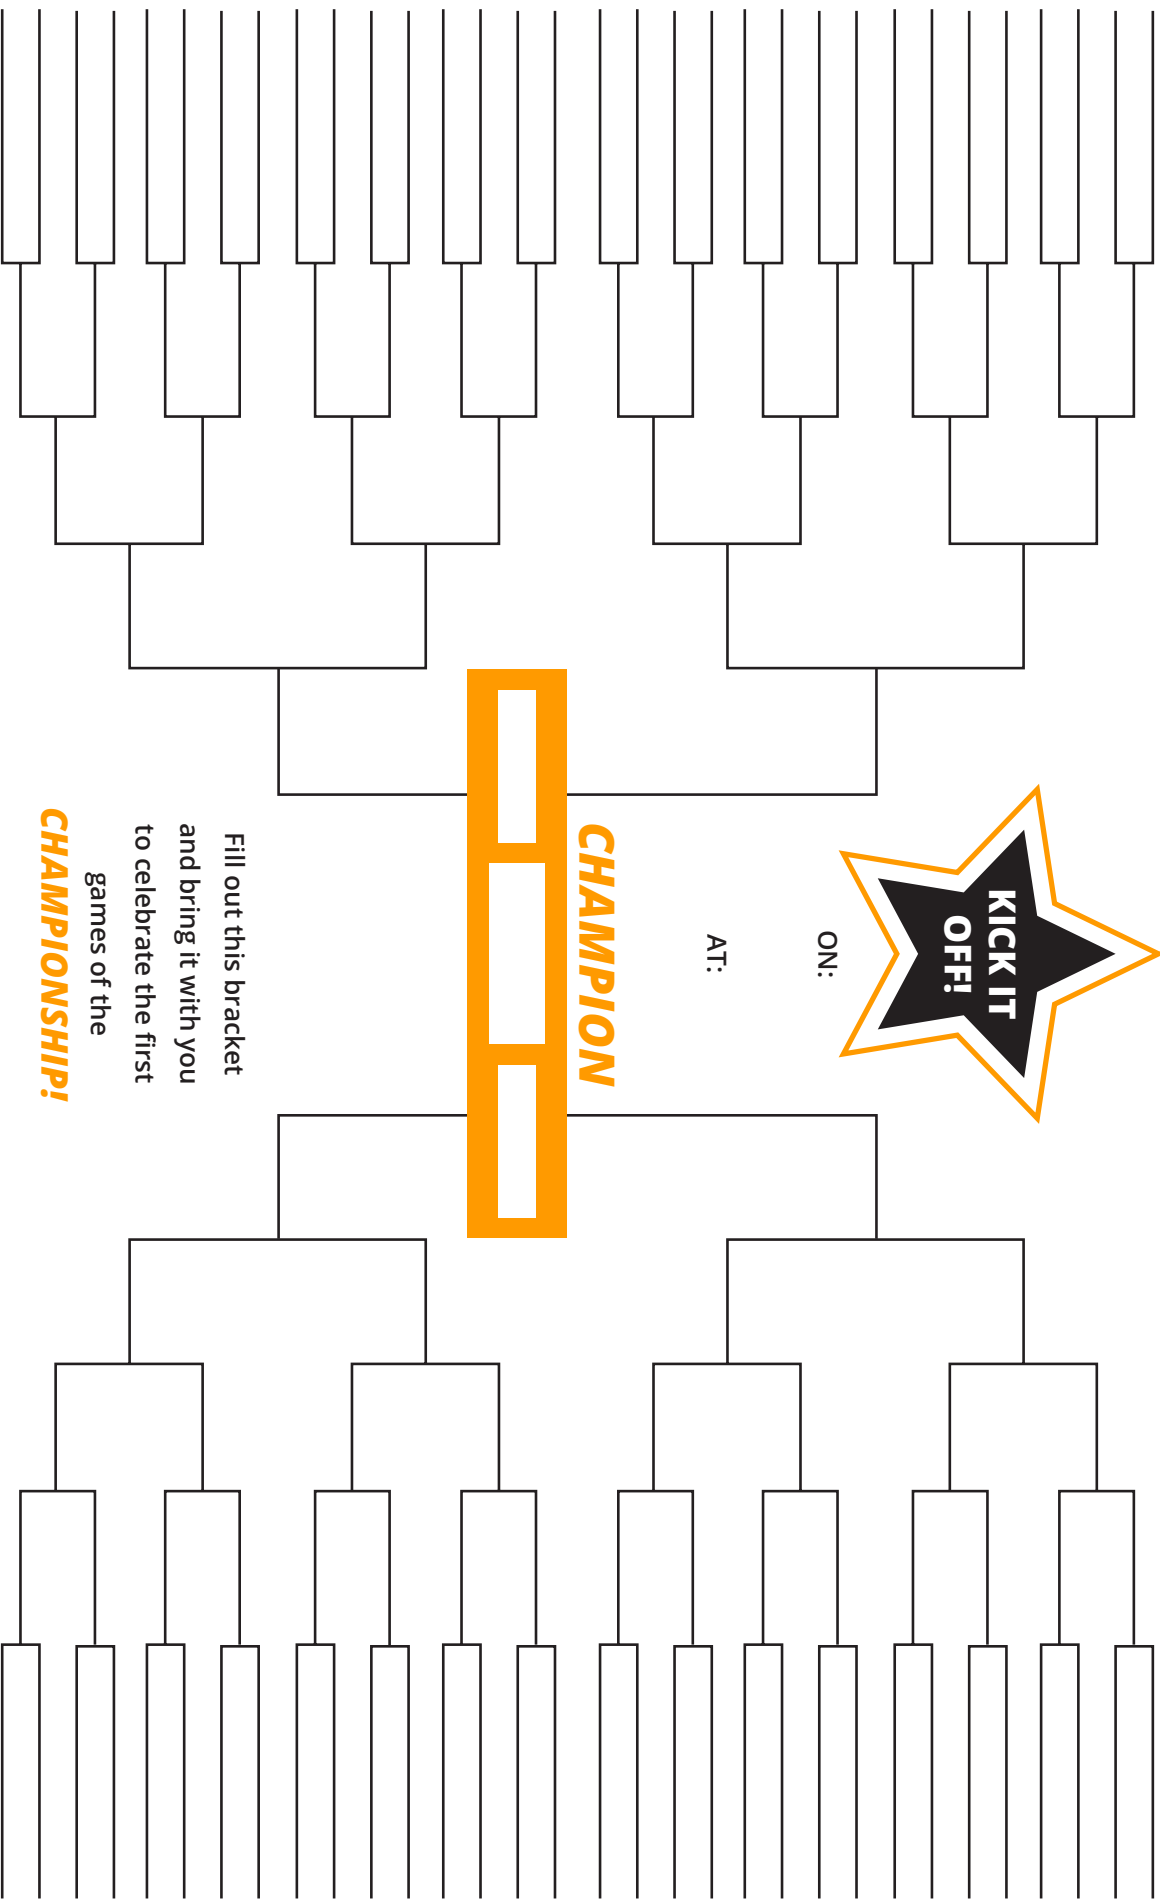 KICK IT
OFF!
ON:
AT:
CHAMPION
Fill out this bracket
and bring it with you
to celebrate the first
games of the
CHAMPIONSHIP!